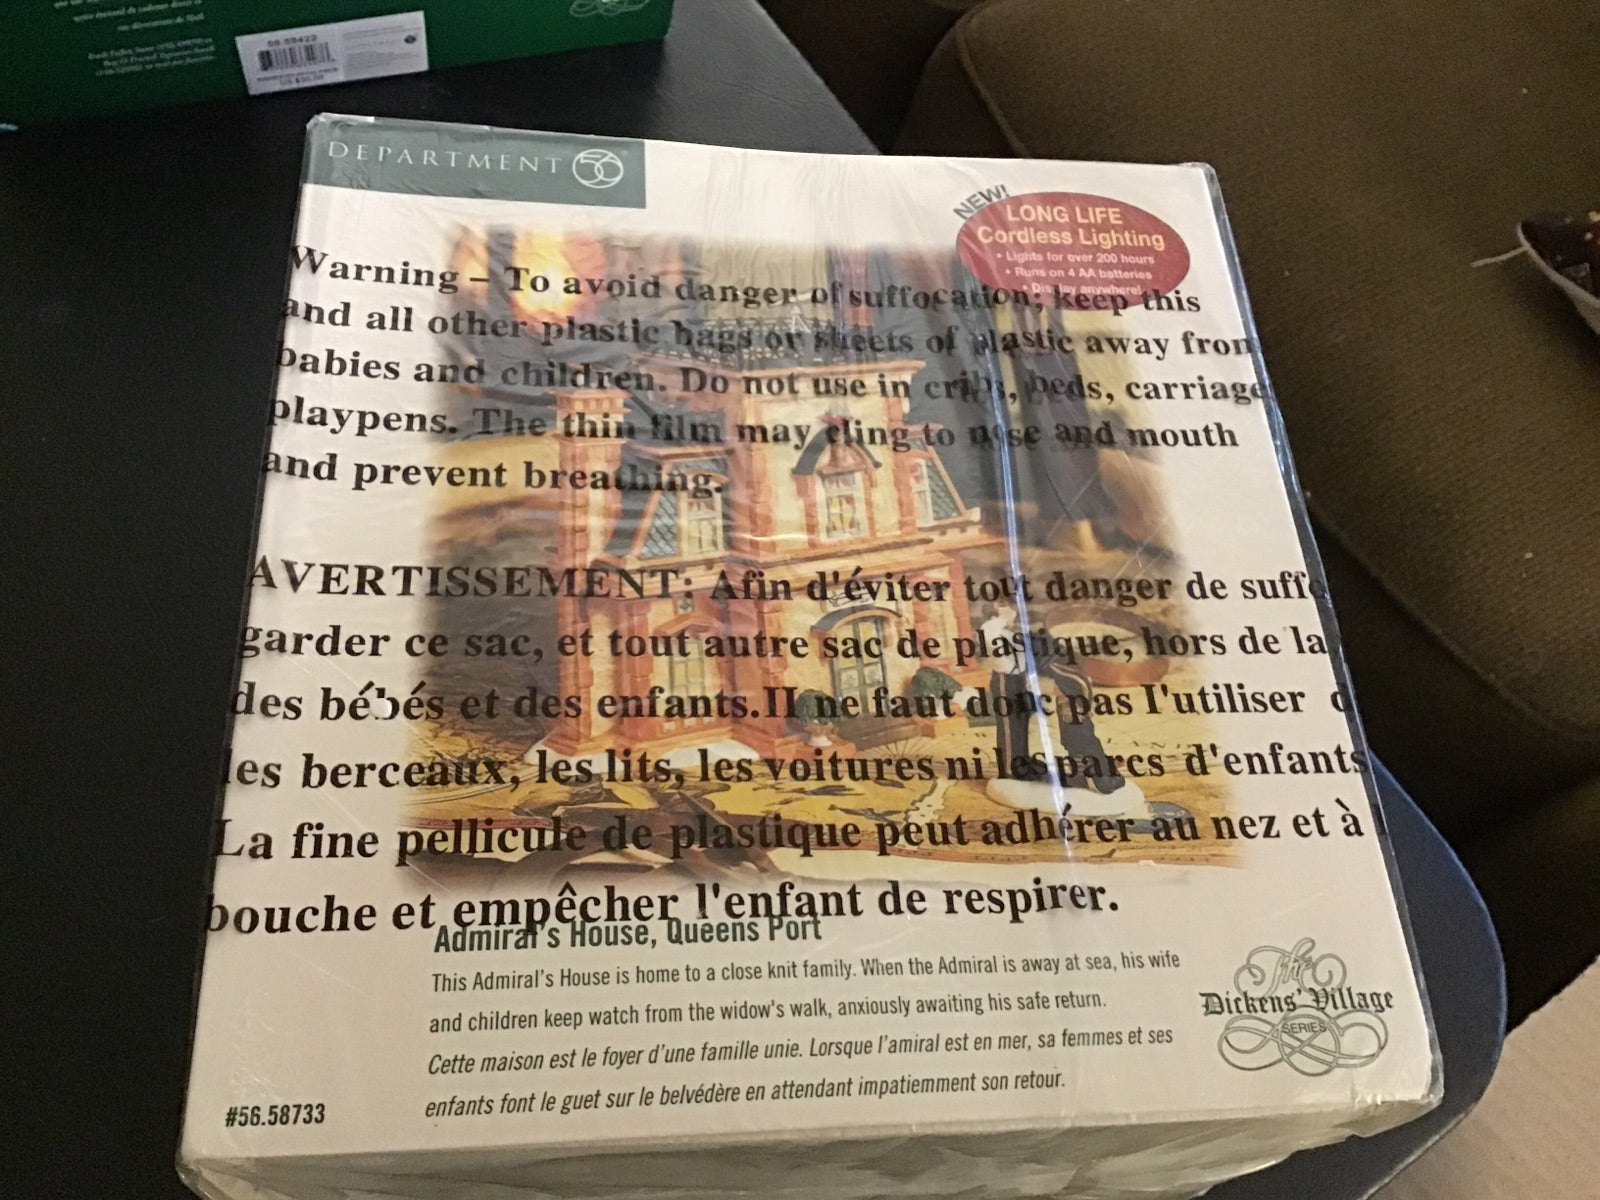 56.58422
DEPARTMENT 56
NEW!
LONG LIFE
Cordless Lighting
• Lights for over 200 hours
• Runs on 4 AA batteries
• Display anywhere!
Warning – To avoid danger of suffocation; keep this
and all other plastic bags or sheets of plastic away from
babies and children. Do not use in cribs, beds, carriage
playpens. The thin film may cling to nose and mouth
and prevent breathing.
AVERTISSEMENT: Afin d'éviter tout danger de suffo
garder ce sac, et tout autre sac de plastique, hors de la
des bébés et des enfants.Il ne faut donc pas l'utiliser d
les berceaux, les lits, les voitures ni les parcs d'enfants
La fine pellicule de plastique peut adhérer au nez et à l
bouche et empêcher l'enfant de respirer.
Admiral's House, Queens Port
This Admiral's House is home to a close knit family. When the Admiral is away at sea, his wife
and children keep watch from the widow's walk, anxiously awaiting his safe return.
Cette maison est le foyer d'une famille unie. Lorsque l'amiral est en mer, sa femmes et ses
enfants font le guet sur le belvédère en attendant impatiemment son retour.
The
Dickens' Village
SERIES
#56.58733